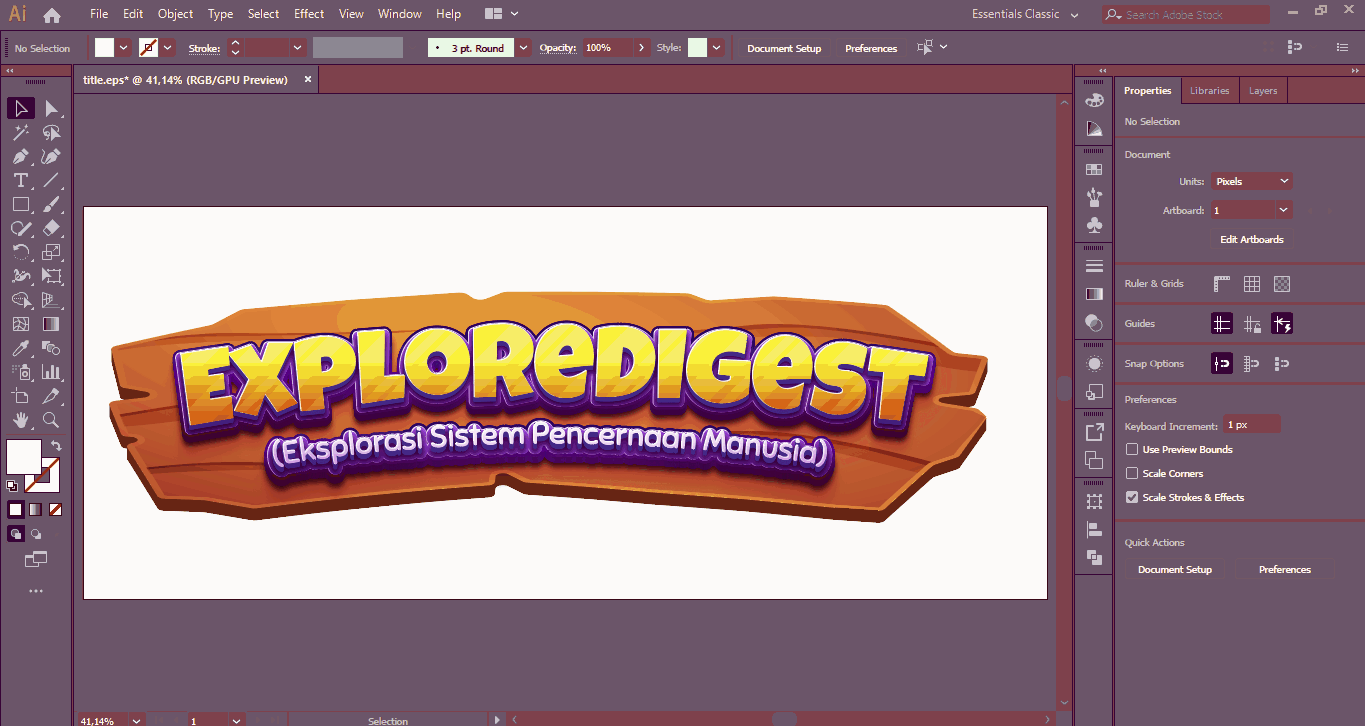 Ai File Edit Object Type Select Effect View Window Help Essentials Classic Search Adobe Stock
No Selection Stroke: 3 pt. Round Opacity: 100% Style: Document Setup Preferences
title.eps* @ 41,14% (RGB/GPU Preview) ×
Properties Libraries Layers
No Selection
Document
Units: Pixels
Artboard: 1
Edit Artboards
Ruler & Grids
Guides
Snap Options
Preferences
Keyboard Increment: 1 px
Use Preview Bounds
Scale Corners
Scale Strokes & Effects
Quick Actions
Document Setup Preferences
EXPLOREDIGEST
(Eksplorasi Sistem Pencernaan Manusia)
41,14% 1 Selection